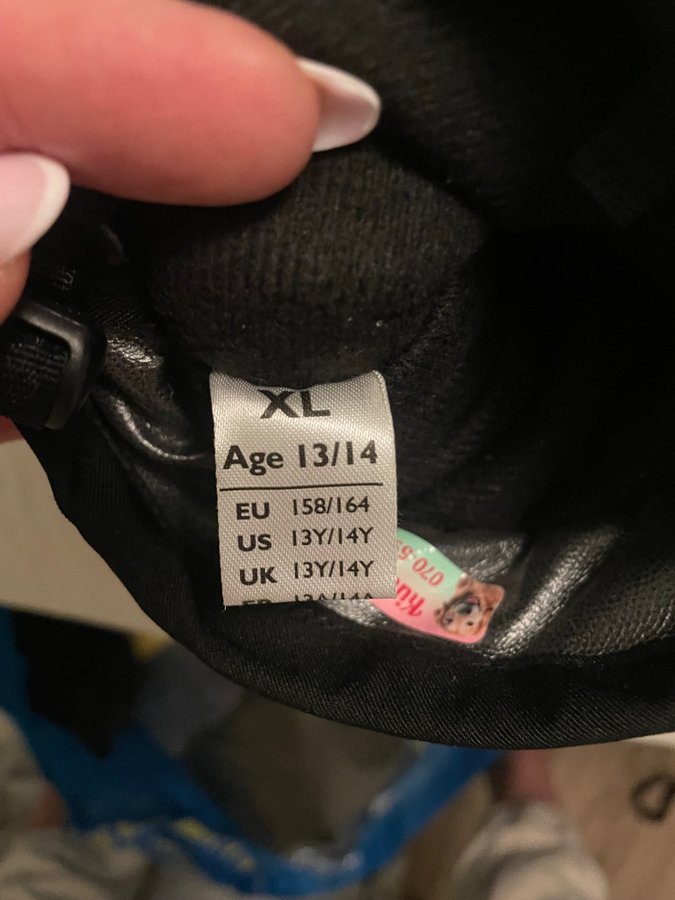 XL
Age 13/14
EU 158/164
US 13Y/14Y
UK 13Y/14Y